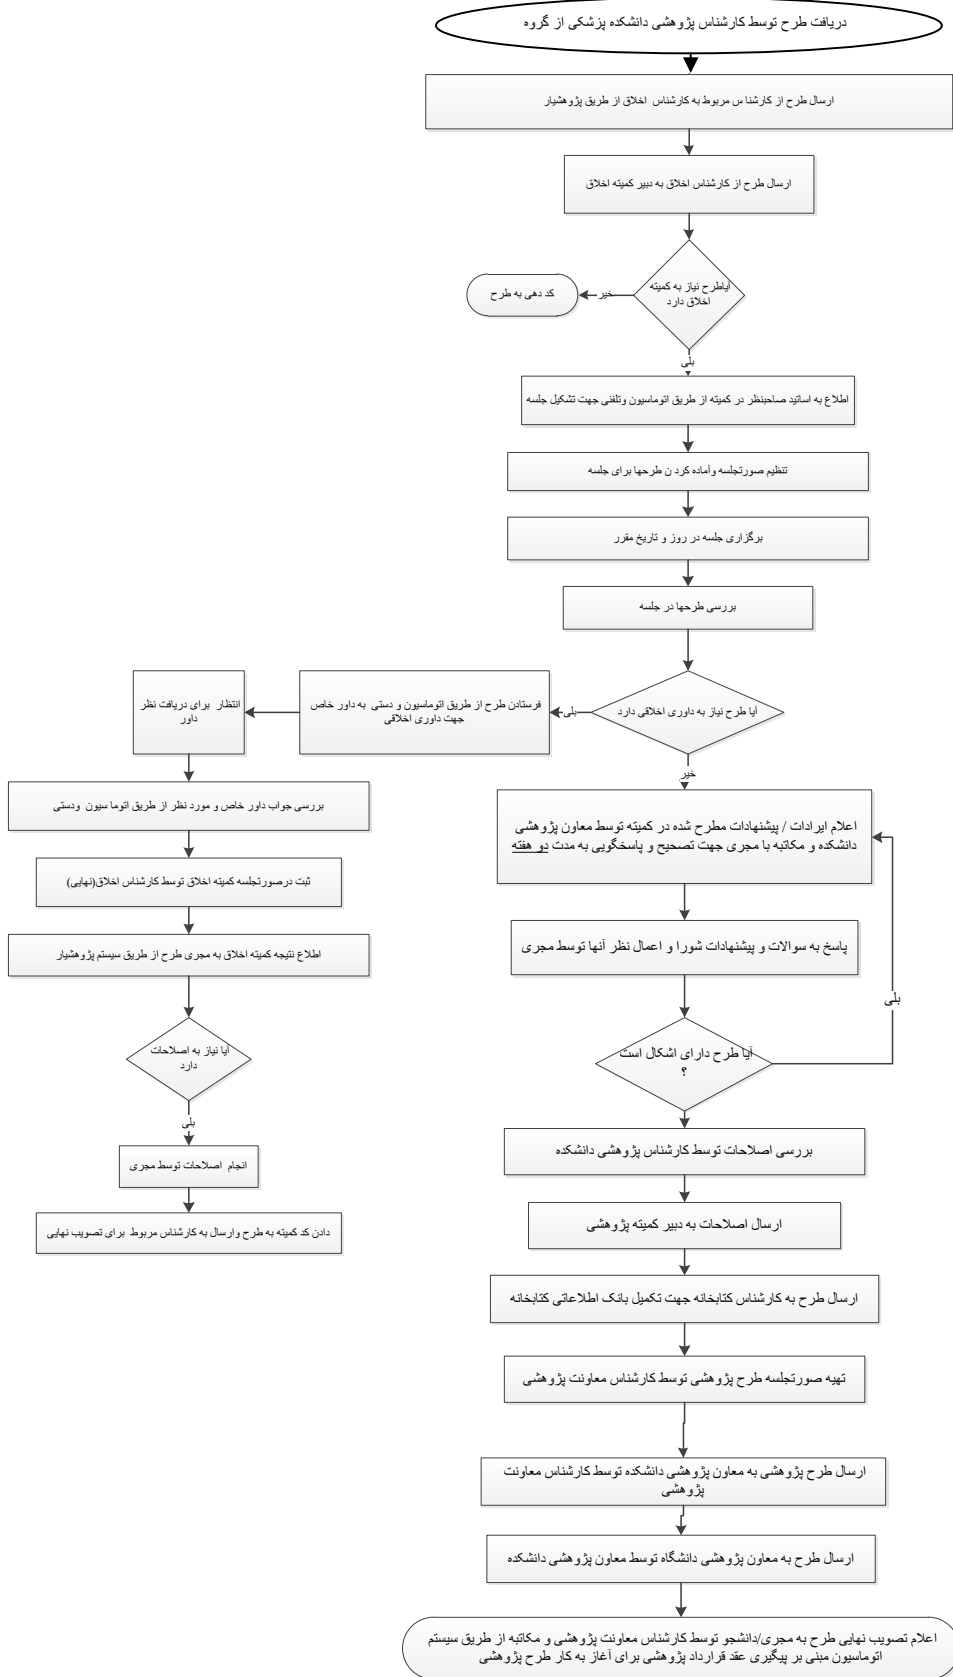 دریافت طرح توسط کارشناس پژوهشی دانشکده پزشکی از گروه
ارسال طرح از کارشنا س مربوط به کارشناس اخلاق از طریق پژوهشیار
ارسال طرح از کارشناس اخلاق به دبیر کمیته اخلاق
ایاطرح نیاز به کمیته
اخلاق دارد
خیر
کد دهی به طرح
بلی
اطلاع به اساتید صاحبنظر در کمیته از طریق اتوماسیون وتلفنی جهت تشکیل جلسه
تنظیم صورتجلسه وآماده کرد ن طرحها برای جلسه
برگزاری جلسه در روز و تاریخ مقرر
بررسی طرحها در جلسه
آیا طرح نیاز به داوری اخلاقی دارد
بلی
فرستادن طرح از طریق اتوماسیون و دستی به داور خاص
جهت داوری اخلاقی
انتظار برای دریافت نظر
داور
بررسی جواب داور خاص و مورد نظر از طریق اتوما سیون ودستی
ثبت درصورتجلسه کمیته اخلاق توسط کارشناس اخلاق(نهایی)
اطلاع نتیجه کمیته اخلاق به مجری طرح از طریق سیستم پژوهشیار
آیا نیاز به اصلاحات
دارد
بلی
انجام اصلاحات توسط مجری
دادن کد کمیته به طرح وارسال به کارشناس مربوط برای تصویب نهایی
خیر
اعلام ایرادات / پیشنهادات مطرح شده در کمیته توسط معاون پژوهشی
دانشکده و مکاتبه با مجری جهت تصحیح و پاسخگویی به مدت دو هفته
پاسخ به سوالات و پیشنهادات شورا و اعمال نظر آنها توسط مجری
آیا طرح دارای اشکال است
؟
بلی
بررسی اصلاحات توسط کارشناس پژوهشی دانشکده
ارسال اصلاحات به دبیر کمیته پژوهشی
ارسال طرح به کارشناس کتابخانه جهت تکمیل بانک اطلاعاتی کتابخانه
تهیه صورتجلسه طرح پژوهشی توسط کارشناس معاونت پژوهشی
ارسال طرح پژوهشی به معاون پژوهشی دانشکده توسط کارشناس معاونت
پژوهشی
ارسال طرح به معاون پژوهشی دانشگاه توسط معاون پژوهشی دانشکده
اعلام تصویب نهایی طرح به مجری/دانشجو توسط کارشناس معاونت پژوهشی و مکاتبه از طریق سیستم
اتوماسیون مبنی بر پیگیری عقد قرارداد پژوهشی برای آغاز به کار طرح پژوهشی